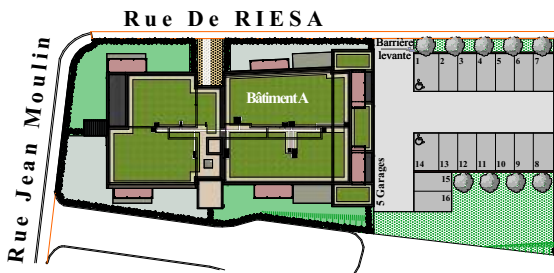 Rue De RIESA
Rue Jean Moulin
Bâtiment A
Barrière
levante
1 2 3 4 5 6 7
14 13 12 11 10 9 8
15
16
5 Garages